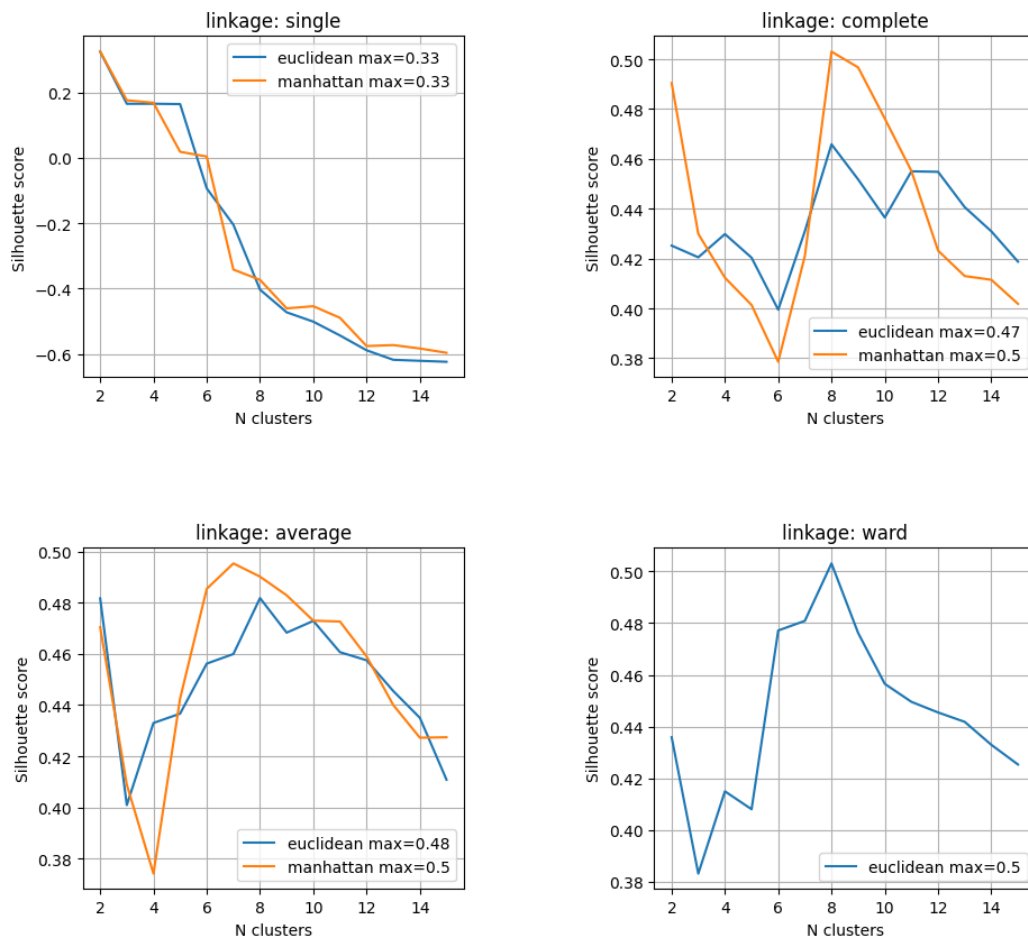 linkage: single
Silhouette score
0.2
0.0
−0.2
−0.4
−0.6
euclidean max=0.33
manhattan max=0.33
2 4 6 8 10 12 14
N clusters
linkage: complete
Silhouette score
0.50
0.48
0.46
0.44
0.42
0.40
0.38
euclidean max=0.47
manhattan max=0.5
2 4 6 8 10 12 14
N clusters
linkage: average
Silhouette score
0.50
0.48
0.46
0.44
0.42
0.40
0.38
euclidean max=0.48
manhattan max=0.5
2 4 6 8 10 12 14
N clusters
linkage: ward
Silhouette score
0.50
0.48
0.46
0.44
0.42
0.40
0.38
euclidean max=0.5
2 4 6 8 10 12 14
N clusters